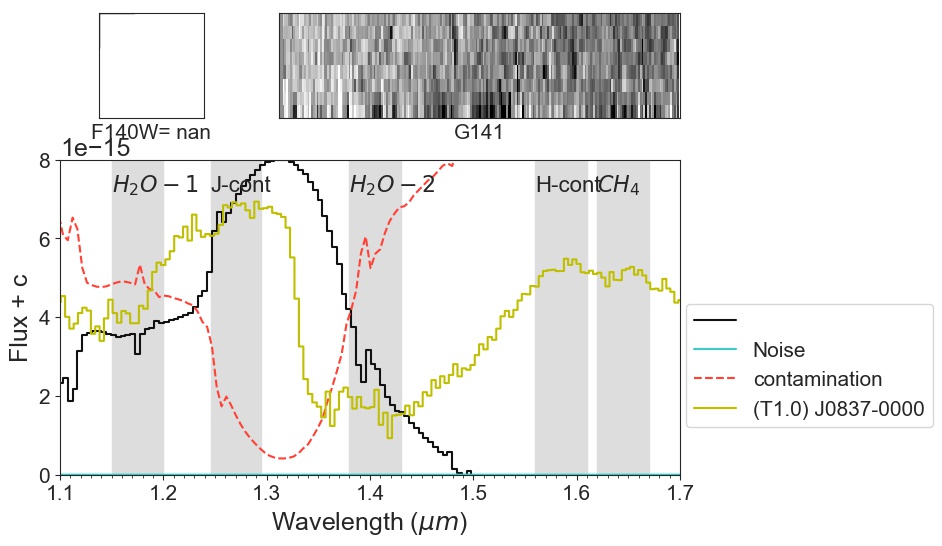 F140W= nan
G141
1e−15
H₂O − 1 J-cont H₂O − 2 H-cont CH₄
8
6
4
2
0
Flux + c
1.1 1.2 1.3 1.4 1.5 1.6 1.7
Wavelength (μm)
Noise
contamination
(T1.0) J0837-0000